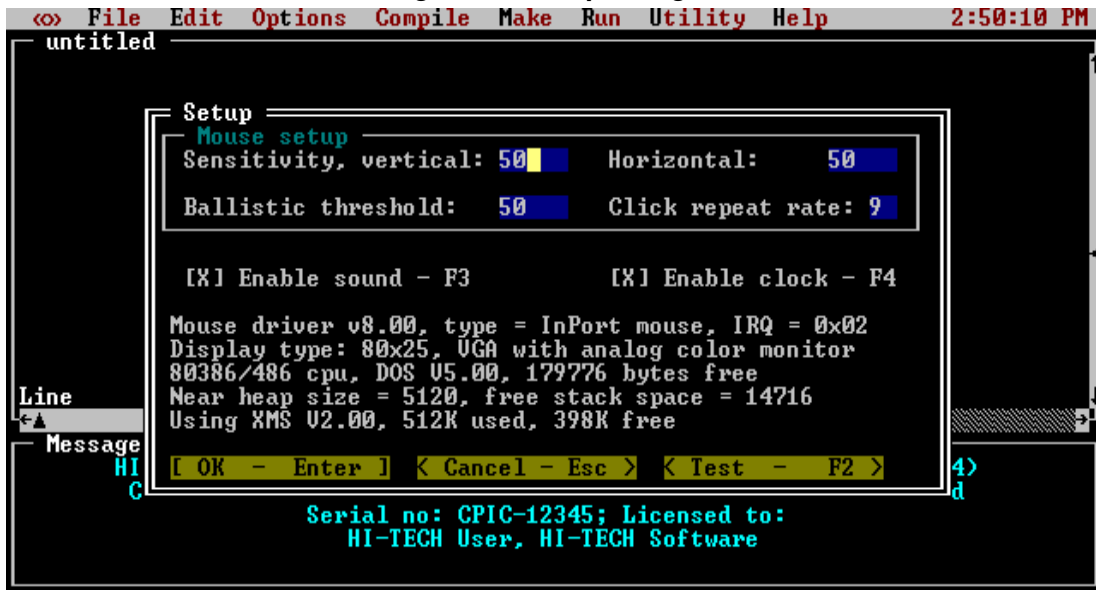 <<>> File Edit Options Compile Make Run Utility Help 2:50:10 PM
untitled
Setup
Mouse setup
Sensitivity, vertical: 50 Horizontal: 50
Ballistic threshold: 50 Click repeat rate: 9
[X] Enable sound - F3 [X] Enable clock - F4
Mouse driver v8.00, type = InPort mouse, IRQ = 0x02
Display type: 80x25, VGA with analog color monitor
80386/486 cpu, DOS V5.00, 179776 bytes free
Line Near heap size = 5120, free stack space = 14716
Using XMS V2.00, 512K used, 398K free
Message
HI [ OK - Enter ] < Cancel - Esc > < Test - F2 > 4)
C d
Serial no: CPIC-12345; Licensed to:
HI-TECH User, HI-TECH Software